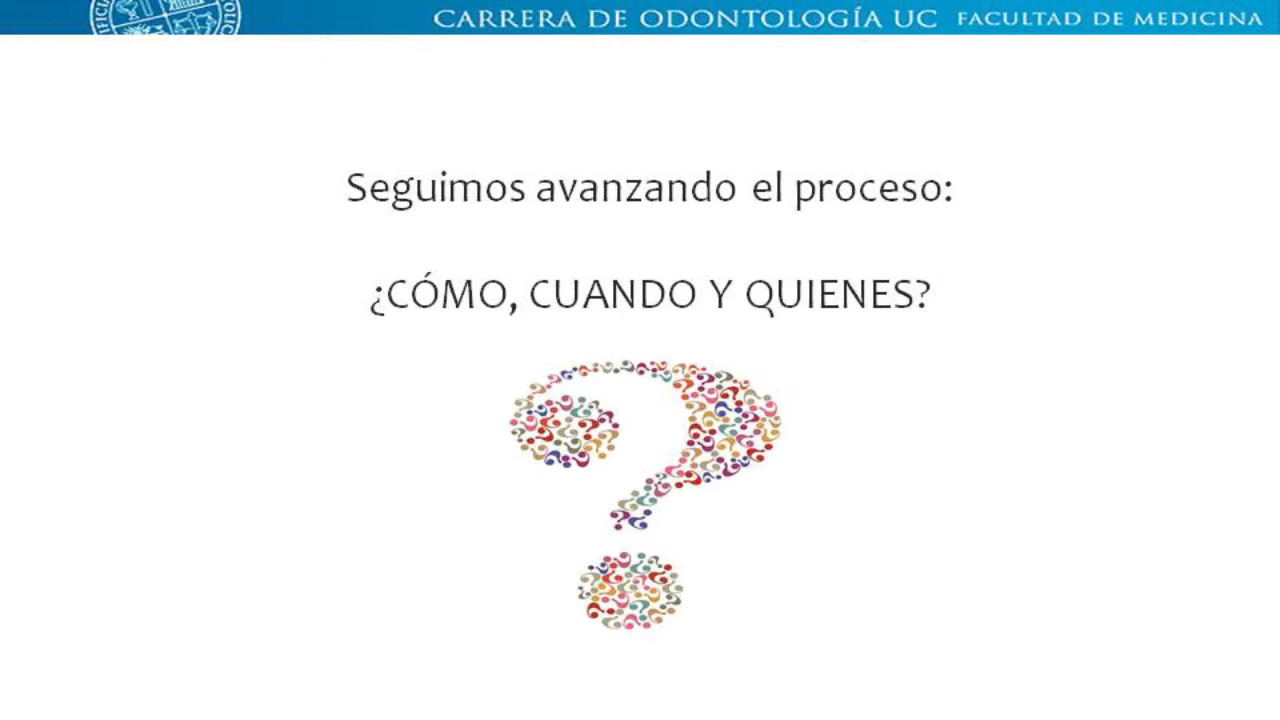 CARRERA DE ODONTOLOGÍA UC FACULTAD DE MEDICINA
Seguimos avanzando el proceso:
¿CÓMO, CUANDO Y QUIENES?